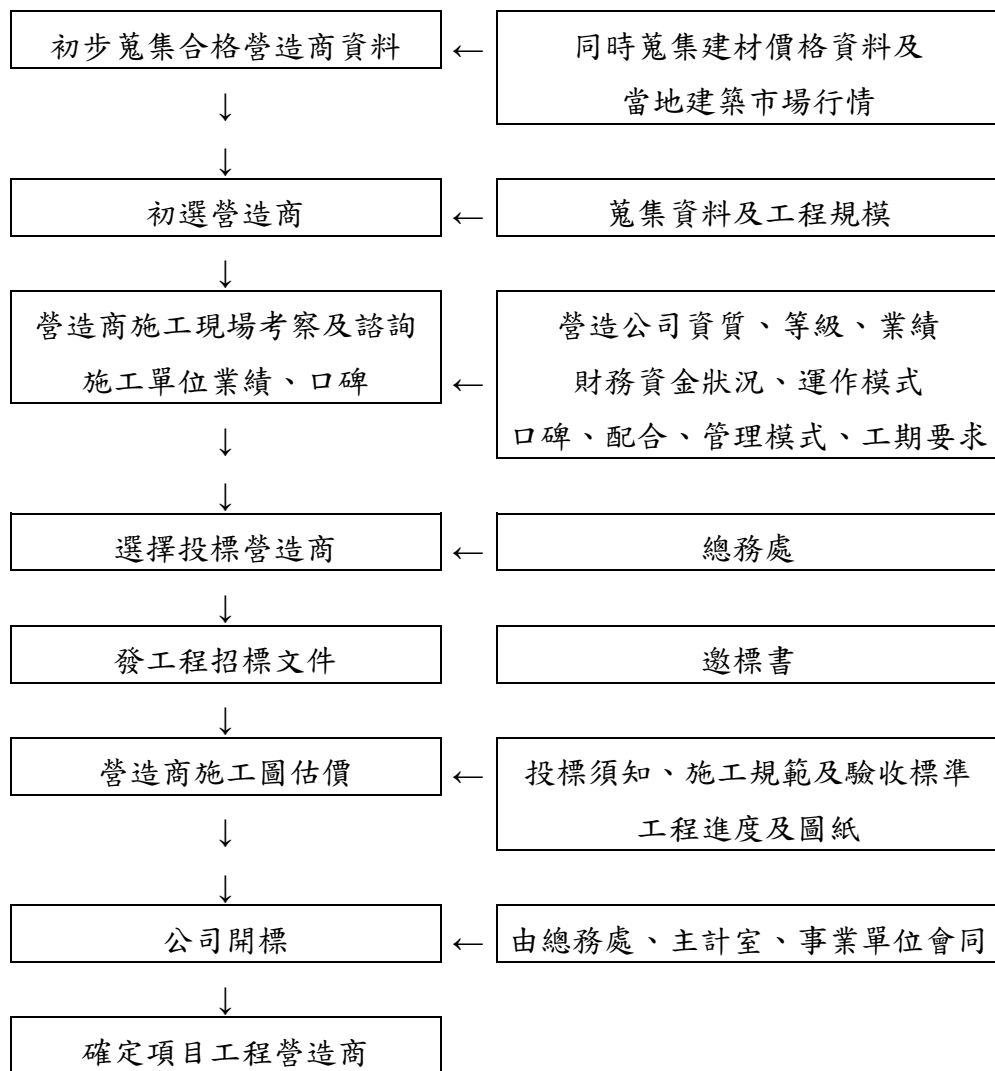 初步蒐集合格營造商資料
←
同時蒐集建材價格資料及
當地建築市場行情
↓
↓
初選營造商
←
蒐集資料及工程規模
↓
營造商施工現場考察及諮詢
施工單位業績、口碑
←
營造公司資質、等級、業績
財務資金狀況、運作模式
口碑、配合、管理模式、工期要求
↓
↓
選擇投標營造商
←
總務處
↓
發工程招標文件
邀標書
↓
營造商施工圖估價
←
投標須知、施工規範及驗收標準
工程進度及圖紙
↓
↓
公司開標
←
由總務處、主計室、事業單位會同
↓
確定項目工程營造商